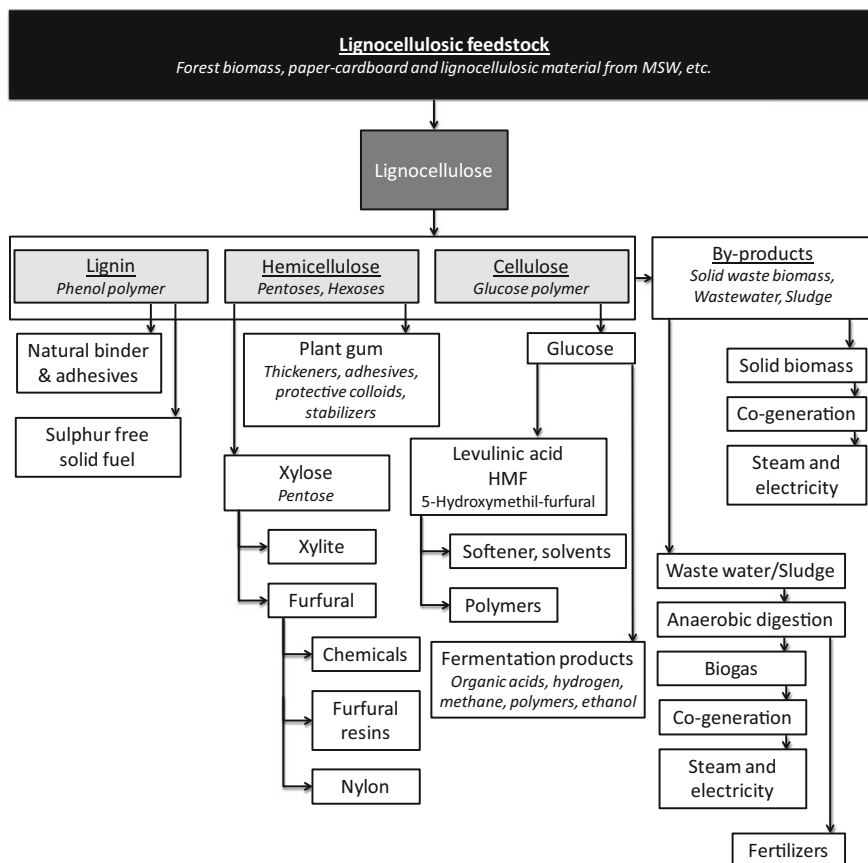 Lignocellulosic feedstock
Forest biomass, paper-cardboard and lignocellulosic material from MSW, etc.
Lignocellulose
Lignin
Phenol polymer
Hemicellulose
Pentoses, Hexoses
Cellulose
Glucose polymer
By-products
Solid waste biomass,
Wastewater, Sludge
Natural binder
& adhesives
Sulphur free
solid fuel
Plant gum
Thickeners, adhesives,
protective colloids,
stabilizers
Xylose
Pentose
Xylite
Furfural
Chemicals
Furfural
resins
Nylon
Glucose
Levulinic acid
HMF
5-Hydroxymethil-furfural
Softener, solvents
Polymers
Fermentation products
Organic acids, hydrogen,
methane, polymers, ethanol
Solid biomass
Co-generation
Steam and
electricity
Waste water/Sludge
Anaerobic digestion
Biogas
Co-generation
Steam and
electricity
Fertilizers